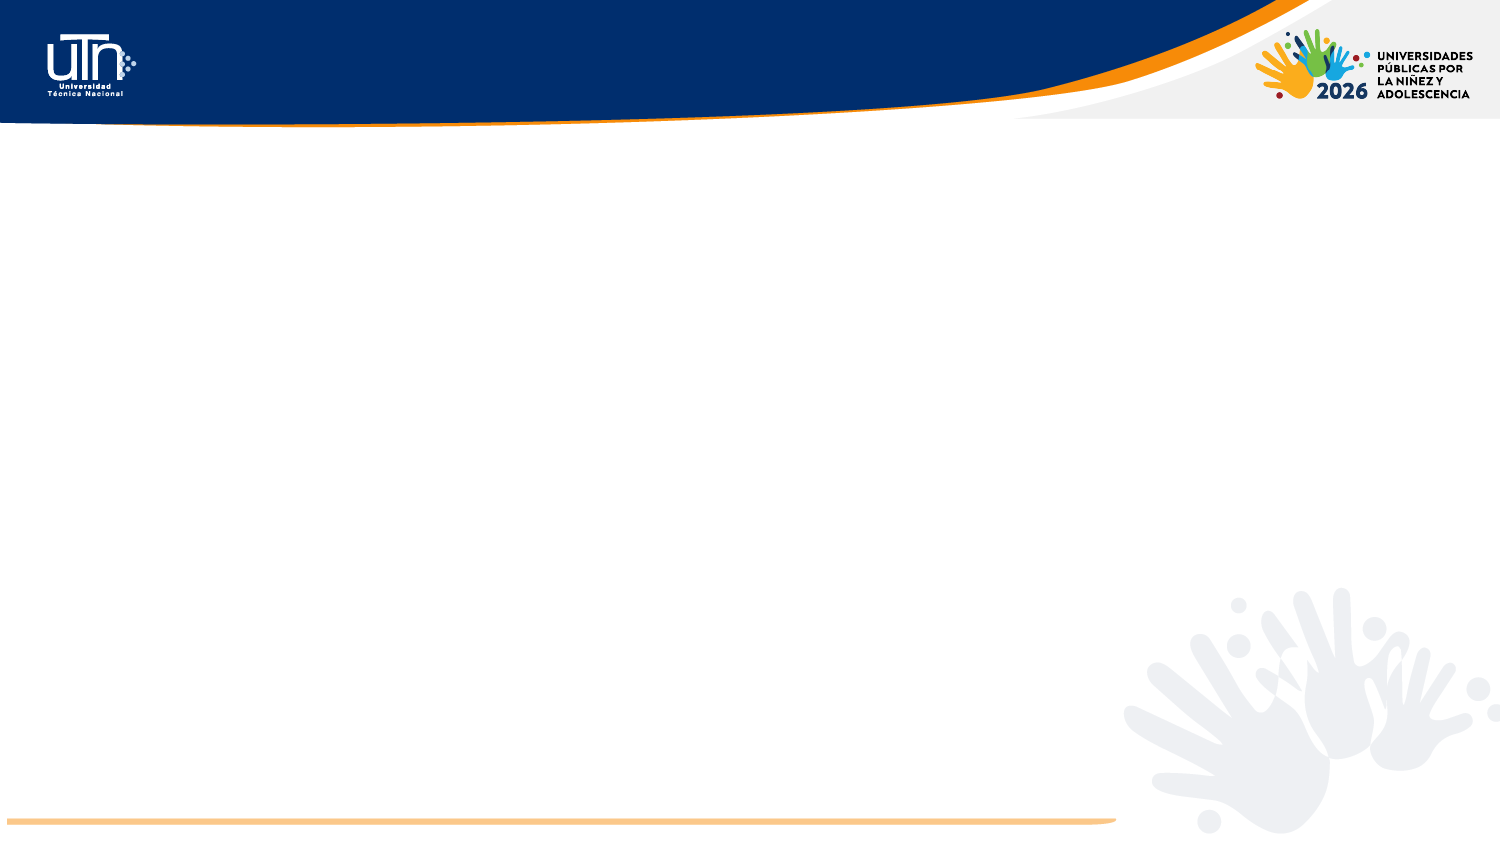 uTn
Universidad
Técnica Nacional
2026
UNIVERSIDADES
PÚBLICAS POR
LA NIÑEZ Y
ADOLESCENCIA